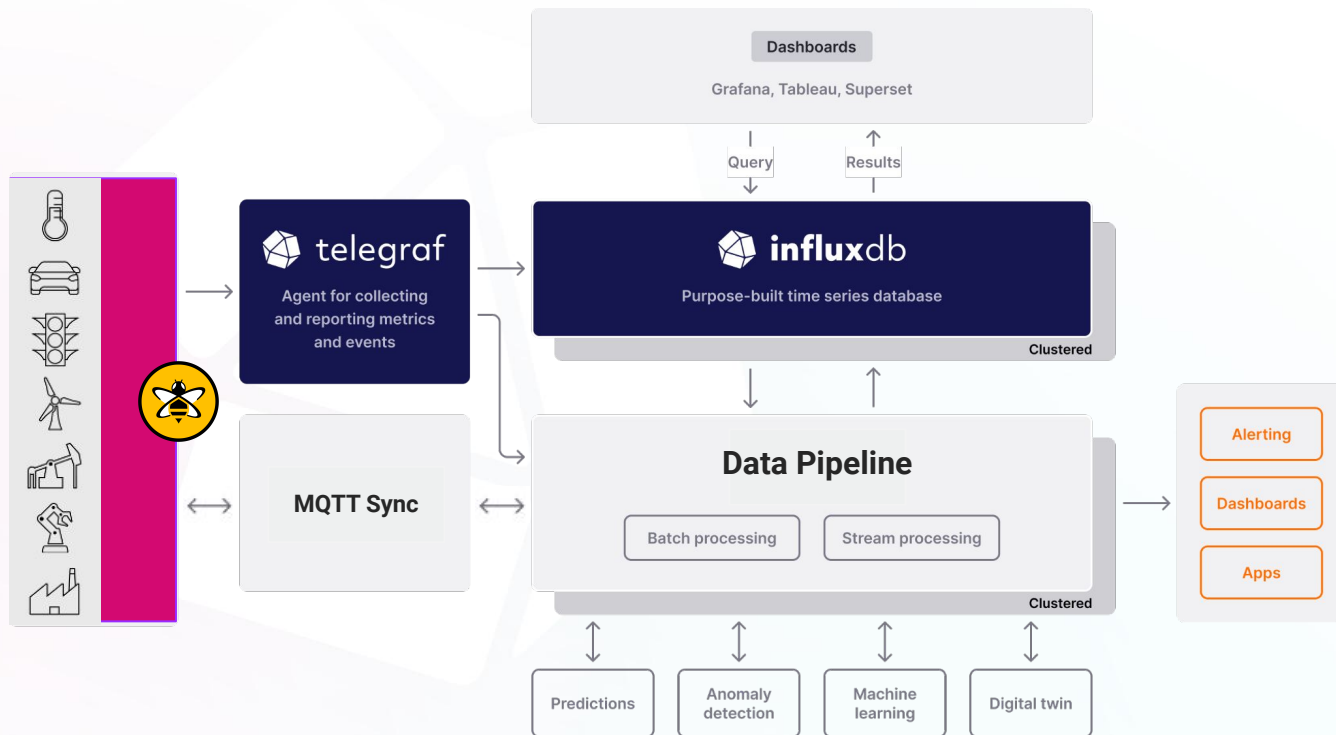 Dashboards
Grafana, Tableau, Superset
Query
Results
telegraf
Agent for collecting
and reporting metrics
and events
influxdb
Purpose-built time series database
Clustered
MQTT Sync
Data Pipeline
Batch processing
Stream processing
Clustered
Alerting
Dashboards
Apps
Predictions
Anomaly
detection
Machine
learning
Digital twin